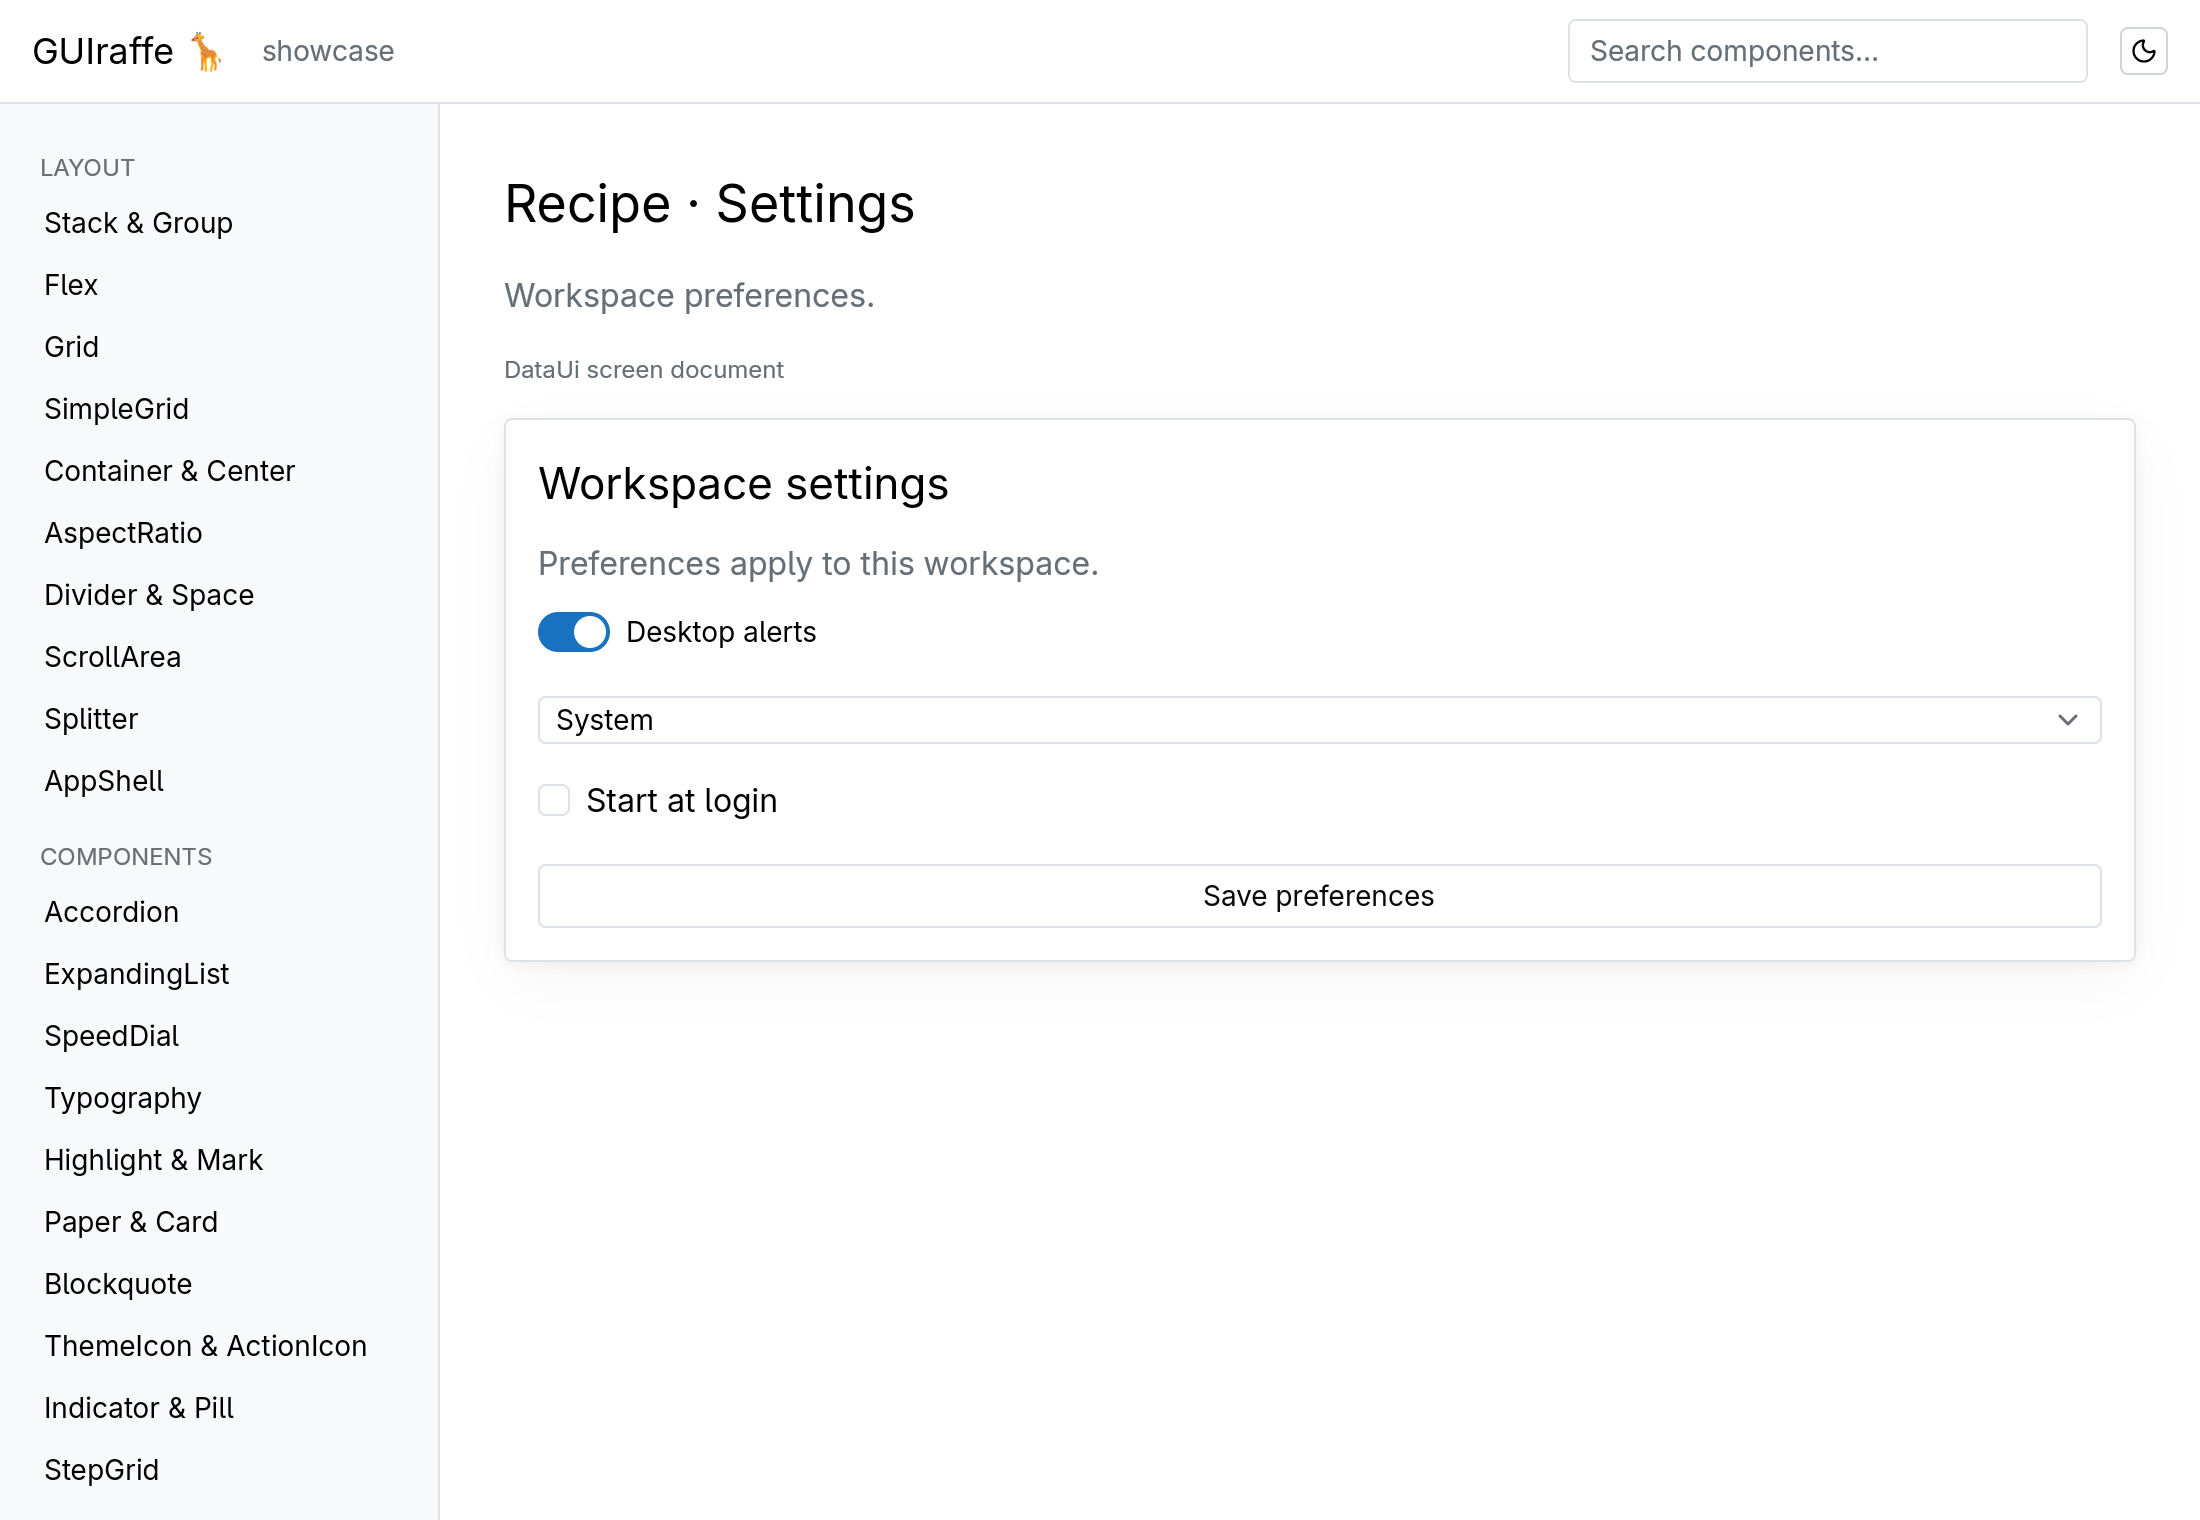 GUIraffe 🦒 showcase
Search components...
LAYOUT
Stack & Group
Flex
Grid
SimpleGrid
Container & Center
AspectRatio
Divider & Space
ScrollArea
Splitter
AppShell
COMPONENTS
Accordion
ExpandingList
SpeedDial
Typography
Highlight & Mark
Paper & Card
Blockquote
ThemeIcon & ActionIcon
Indicator & Pill
StepGrid
Recipe · Settings
Workspace preferences.
DataUi screen document
Workspace settings
Preferences apply to this workspace.
Desktop alerts
System
Start at login
Save preferences